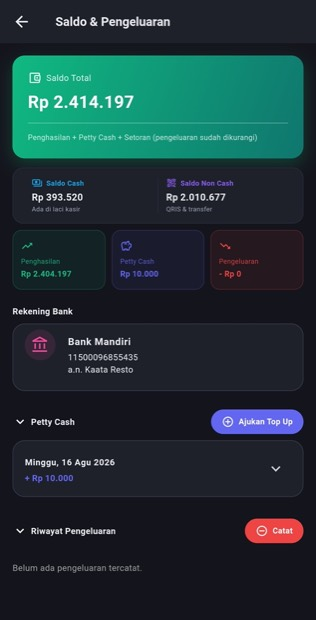 Saldo & Pengeluaran
Saldo Total
Rp 2.414.197
Penghasilan + Petty Cash + Setoran (pengeluaran sudah dikurangi)
Saldo Cash
Rp 393.520
Ada di laci kasir
Saldo Non Cash
Rp 2.010.677
QRIS & transfer
Penghasilan
Rp 2.404.197
Petty Cash
Rp 10.000
Pengeluaran
- Rp 0
Rekening Bank
Bank Mandiri
11500096855435
a.n. Kaata Resto
Petty Cash
Ajukan Top Up
Minggu, 16 Agu 2026
+ Rp 10.000
Riwayat Pengeluaran
Catat
Belum ada pengeluaran tercatat.